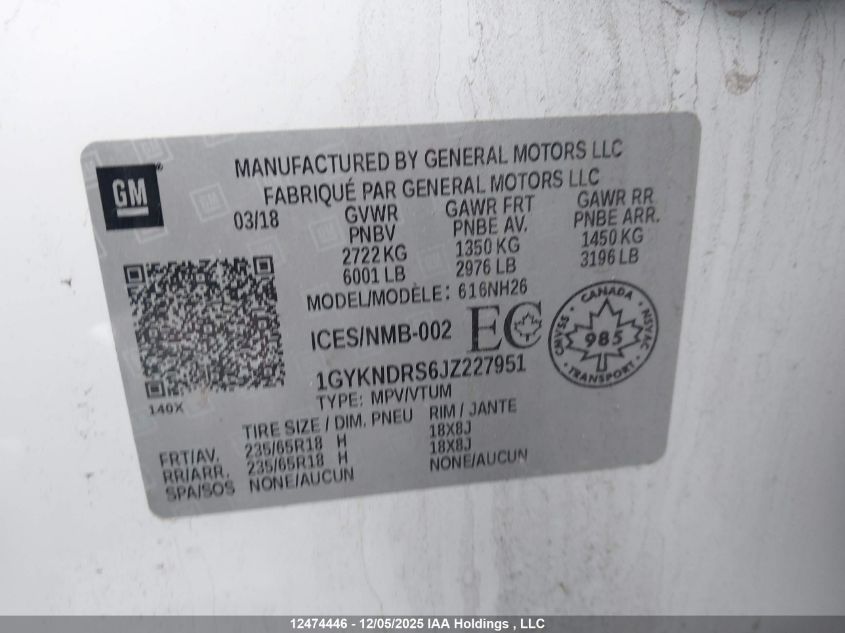 GM
MANUFACTURED BY GENERAL MOTORS LLC
FABRIQUÉ PAR GENERAL MOTORS LLC
03/18 GVWR GAWR FRT GAWR RR
PNBV PNBE AV. PNBE ARR.
2722 KG 1350 KG 1450 KG
6001 LB 2976 LB 3196 LB
MODEL/MODÈLE: 616NH26
ICES/NMB-002 EC
CANADA
CMVSS NSVAC
985
TRANSPORT
1GYKNDRS6JZ227951
140X
TYPE: MPV/VTUM
TIRE SIZE / DIM. PNEU RIM / JANTE
FRT/AV. 235/65R18 H 18X8J
RR/ARR. 235/65R18 H 18X8J
SPA/SOS NONE/AUCUN NONE/AUCUN
12474446 - 12/05/2025 IAA Holdings , LLC